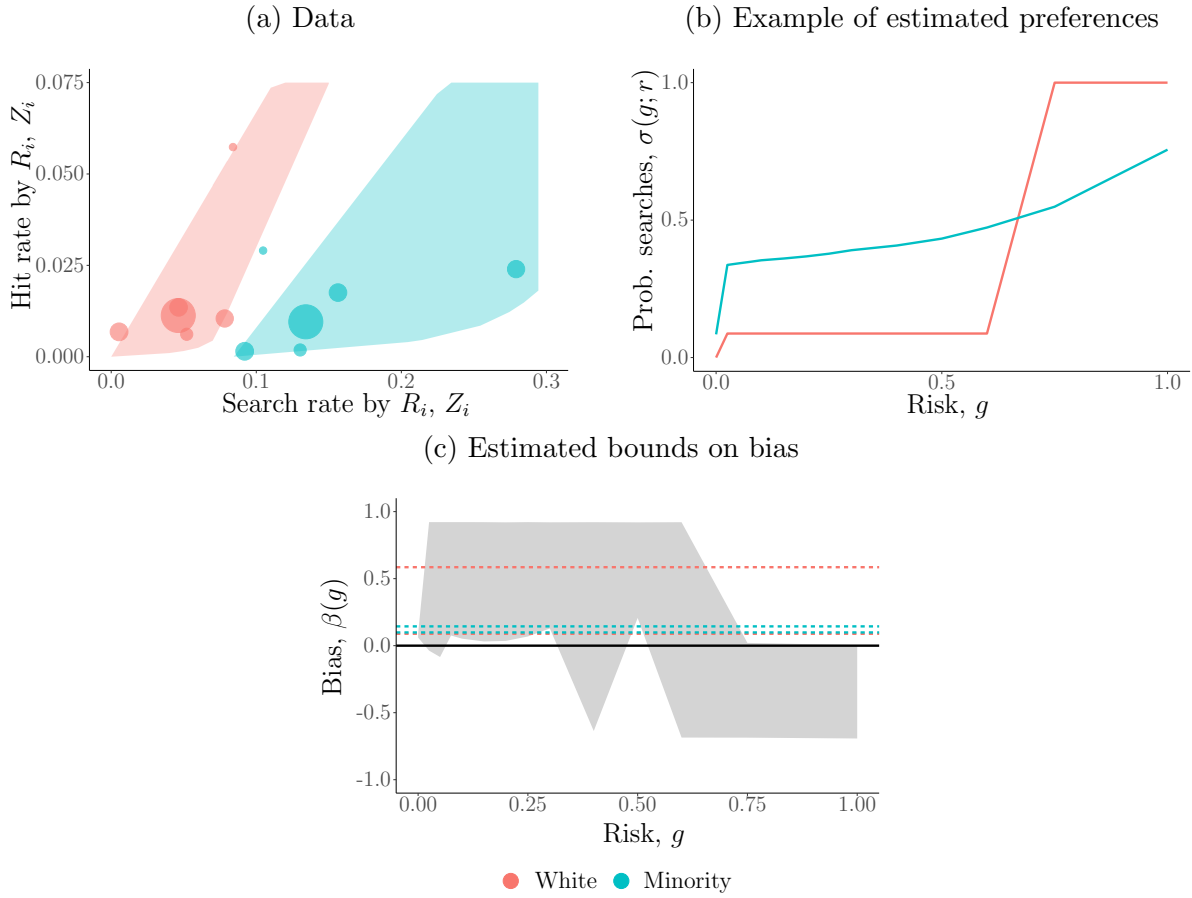 (a) Data
Hit rate by R_i, Z_i
0.075
0.050
0.025
0.000
0.0 0.1 0.2 0.3
Search rate by R_i, Z_i
(b) Example of estimated preferences
Prob. searches, σ(g; r)
1.0
0.5
0.0
0.0 0.5 1.0
Risk, g
(c) Estimated bounds on bias
Bias, β(g)
1.0
0.5
0.0
-0.5
-1.0
0.00 0.25 0.50 0.75 1.00
Risk, g
White Minority